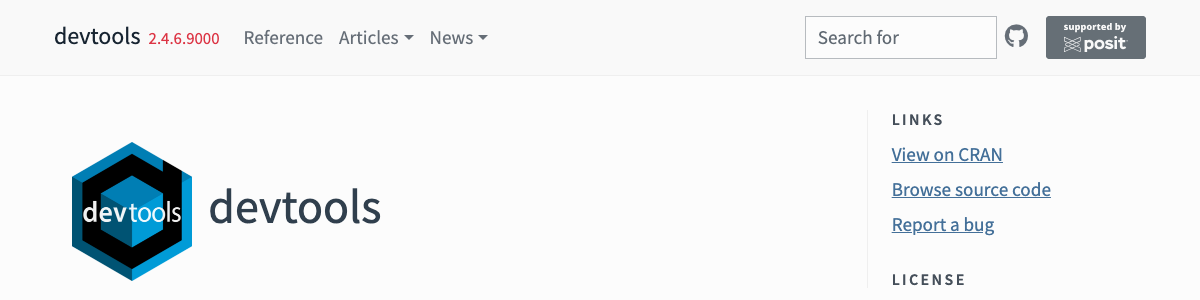 devtools 2.4.6.9000 Reference Articles News Search for supported by posit
devtools devtools
LINKS
View on CRAN
Browse source code
Report a bug
LICENSE